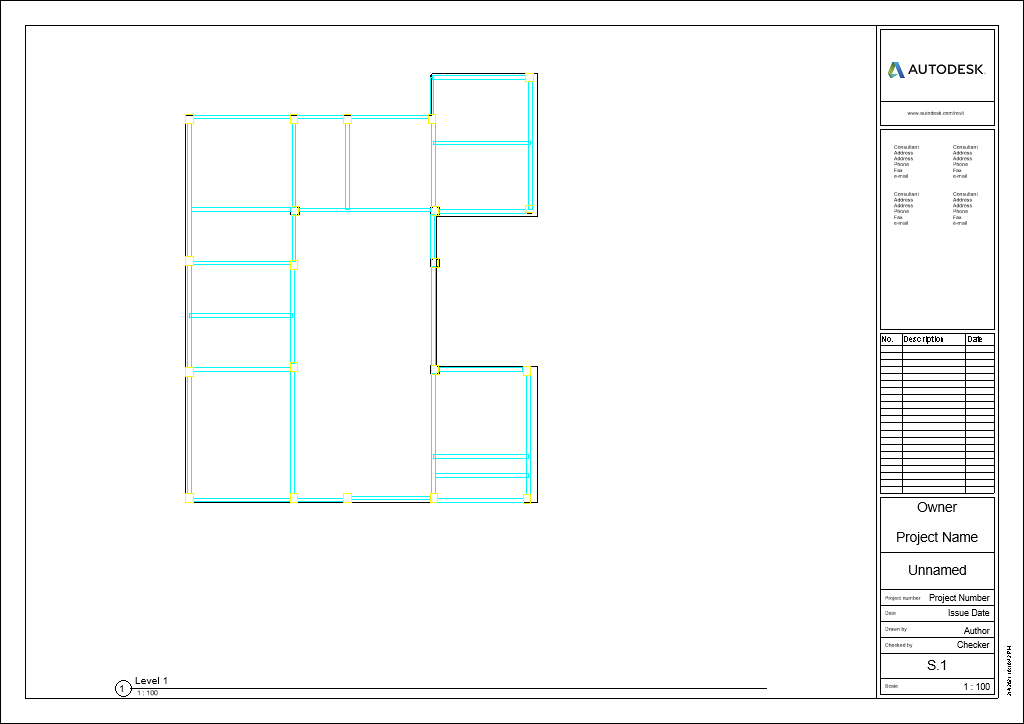 AUTODESK.
www.autodesk.com/revit
Consultant
Address
Address
Phone
Fax
e-mail
Consultant
Address
Address
Phone
Fax
e-mail
Consultant
Address
Address
Phone
Fax
e-mail
Consultant
Address
Address
Phone
Fax
e-mail
No. Description Date
Owner
Project Name
Unnamed
Project number Project Number
Date Issue Date
Drawn by Author
Checked by Checker
S.1
Scale 1 : 100
1 Level 1
1 : 100